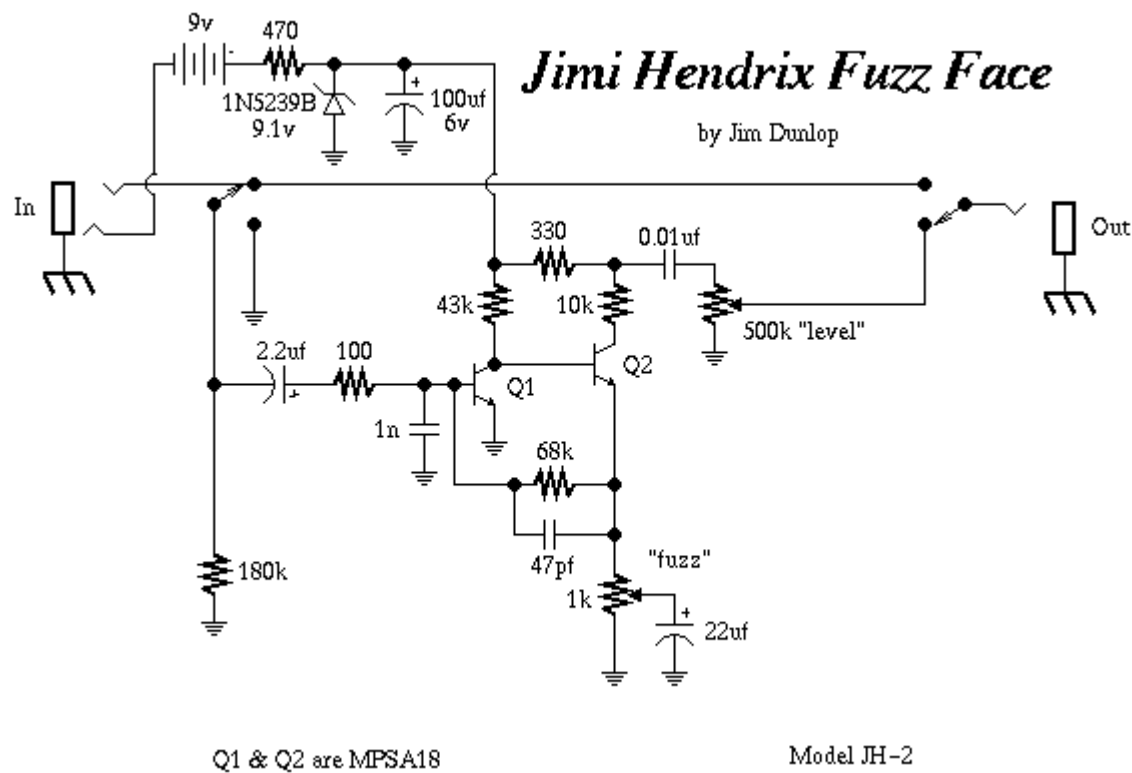 9v
470
Jimi Hendrix Fuzz Face
1N5239B
9.1v
+
100uf
6v
by Jim Dunlop
In
Out
330
0.01uf
43k
10k
500k "level"
2.2uf
+
100
Q1
Q2
1n
68k
47pf
"fuzz"
180k
1k
+
22uf
Q1 & Q2 are MPSA18
Model JH-2